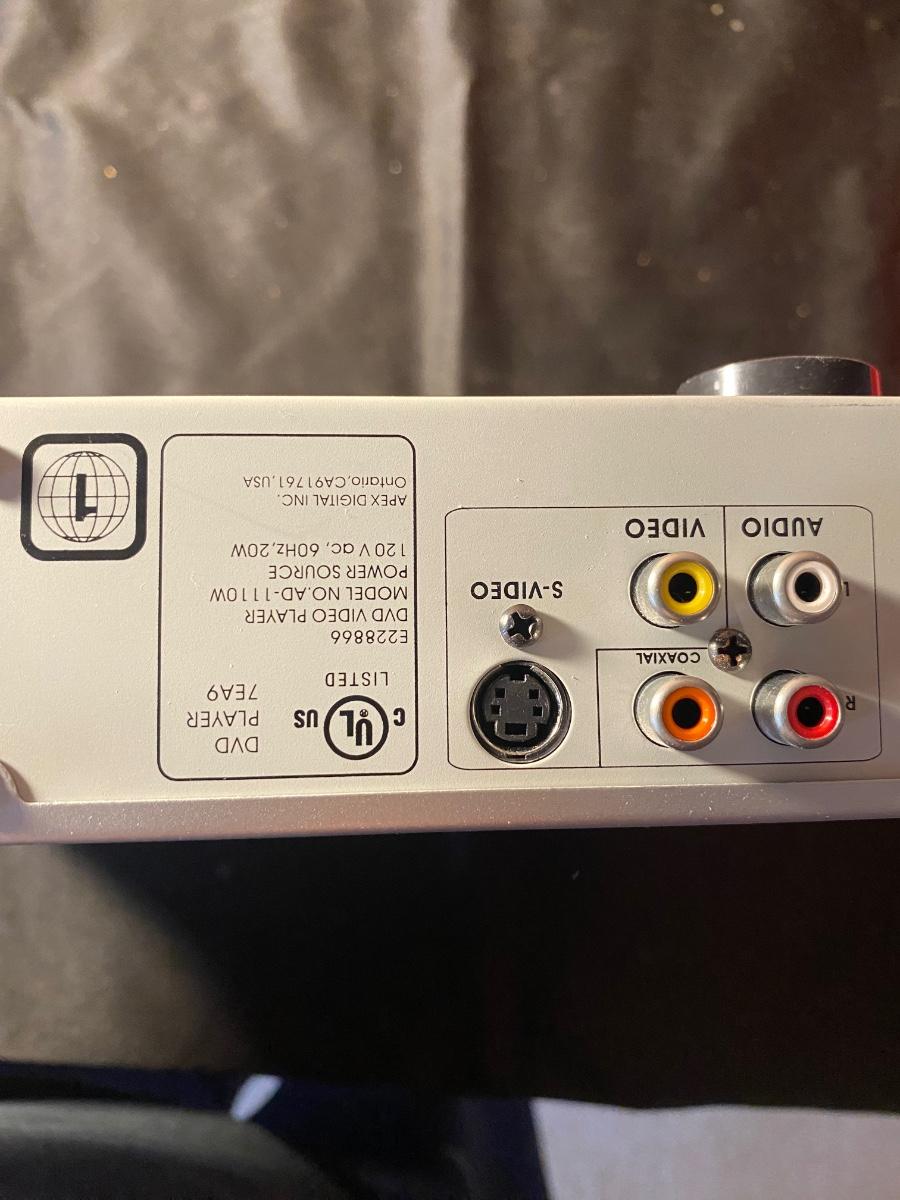 C UL® US
LISTED
DVD
PLAYER
7EA9
E228866
DVD VIDEO PLAYER
MODEL NO.AD-1110W
POWER SOURCE
120 V ac, 60Hz,20W
APEX DIGITAL INC.
Ontario,CA91761,USA
1
R
COAXIAL
L
S-VIDEO
AUDIO
VIDEO